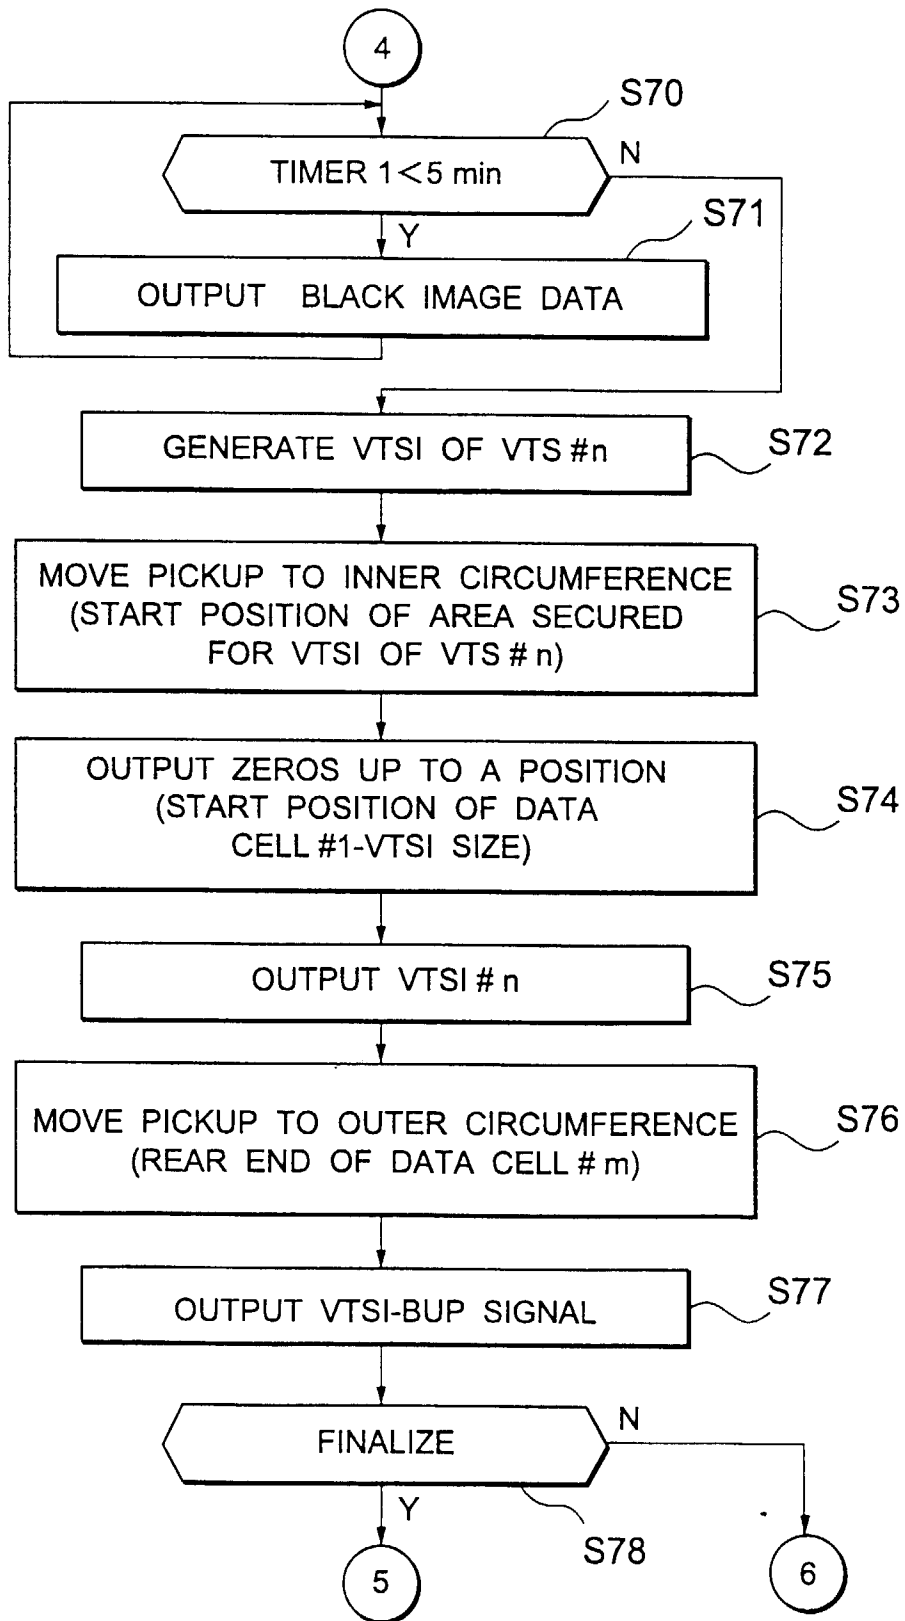 4
S70
TIMER 1<5 min
N
Y
S71
OUTPUT BLACK IMAGE DATA
GENERATE VTSI OF VTS #n
S72
MOVE PICKUP TO INNER CIRCUMFERENCE
(START POSITION OF AREA SECURED
FOR VTSI OF VTS # n)
S73
OUTPUT ZEROS UP TO A POSITION
(START POSITION OF DATA
CELL #1-VTSI SIZE)
S74
OUTPUT VTSI # n
S75
MOVE PICKUP TO OUTER CIRCUMFERENCE
(REAR END OF DATA CELL # m)
S76
OUTPUT VTSI-BUP SIGNAL
S77
FINALIZE
N
Y
S78
5
6